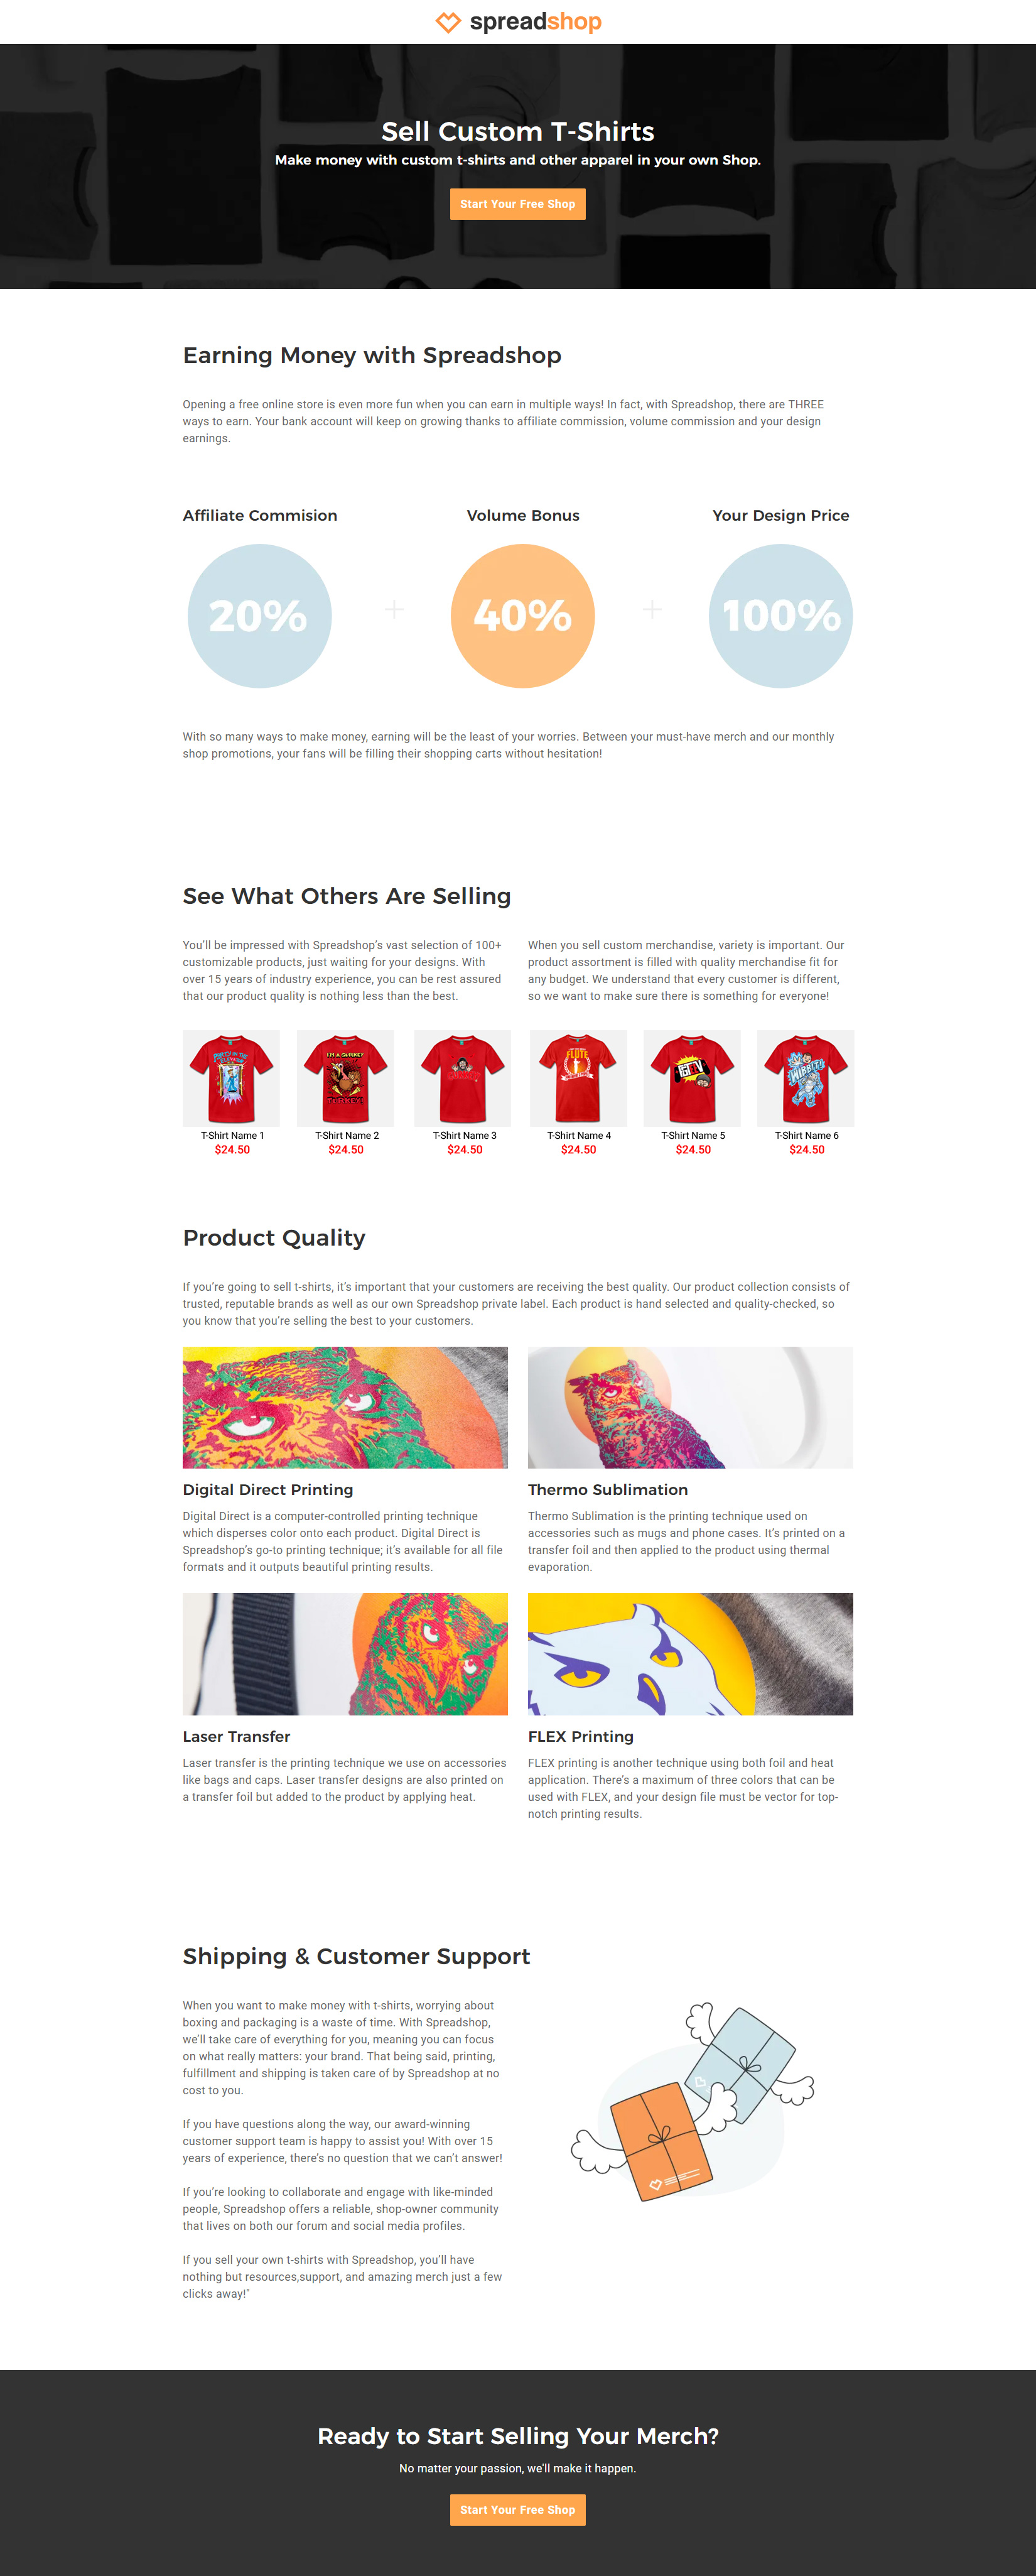 spreadshop
Sell Custom T-Shirts
Make money with custom t-shirts and other apparel in your own Shop.
Start Your Free Shop
Earning Money with Spreadshop
Opening a free online store is even more fun when you can earn in multiple ways! In fact, with Spreadshop, there are THREE
ways to earn. Your bank account will keep on growing thanks to affiliate commission, volume commission and your design
earnings.
Affiliate Commision
Volume Bonus
Your Design Price
20%
+
40%
+
100%
With so many ways to make money, earning will be the least of your worries. Between your must-have merch and our monthly
shop promotions, your fans will be filling their shopping carts without hesitation!
See What Others Are Selling
You'll be impressed with Spreadshop's vast selection of 100+
customizable products, just waiting for your designs. With
over 15 years of industry experience, you can be rest assured
that our product quality is nothing less than the best.
When you sell custom merchandise, variety is important. Our
product assortment is filled with quality merchandise fit for
any budget. We understand that every customer is different,
so we want to make sure there is something for everyone!
FLUTE
T-Shirt Name 1
$24.50
T-Shirt Name 2
$24.50
T-Shirt Name 3
$24.50
T-Shirt Name 4
$24.50
T-Shirt Name 5
$24.50
T-Shirt Name 6
$24.50
Product Quality
If you're going to sell t-shirts, it's important that your customers are receiving the best quality. Our product collection consists of
trusted, reputable brands as well as our own Spreadshop private label. Each product is hand selected and quality-checked, so
you know that you're selling the best to your customers.
Digital Direct Printing
Digital Direct is a computer-controlled printing technique
which disperses color onto each product. Digital Direct is
Spreadshop's go-to printing technique; it's available for all file
formats and it outputs beautiful printing results.
Thermo Sublimation
Thermo Sublimation is the printing technique used on
accessories such as mugs and phone cases. It's printed on a
transfer foil and then applied to the product using thermal
evaporation.
Laser Transfer
Laser transfer is the printing technique we use on accessories
like bags and caps. Laser transfer designs are also printed on
a transfer foil but added to the product by applying heat.
FLEX Printing
FLEX printing is another technique using both foil and heat
application. There's a maximum of three colors that can be
used with FLEX, and your design file must be vector for top-
notch printing results.
Shipping & Customer Support
When you want to make money with t-shirts, worrying about
boxing and packaging is a waste of time. With Spreadshop,
we'll take care of everything for you, meaning you can focus
on what really matters: your brand. That being said, printing,
fulfillment and shipping is taken care of by Spreadshop at no
cost to you.
If you have questions along the way, our award-winning
customer support team is happy to assist you! With over 15
years of experience, there's no question that we can't answer!
If you're looking to collaborate and engage with like-minded
people, Spreadshop offers a reliable, shop-owner community
that lives on both our forum and social media profiles.
If you sell your own t-shirts with Spreadshop, you'll have
nothing but resources,support, and amazing merch just a few
clicks away!"
Ready to Start Selling Your Merch?
No matter your passion, we'll make it happen.
Start Your Free Shop